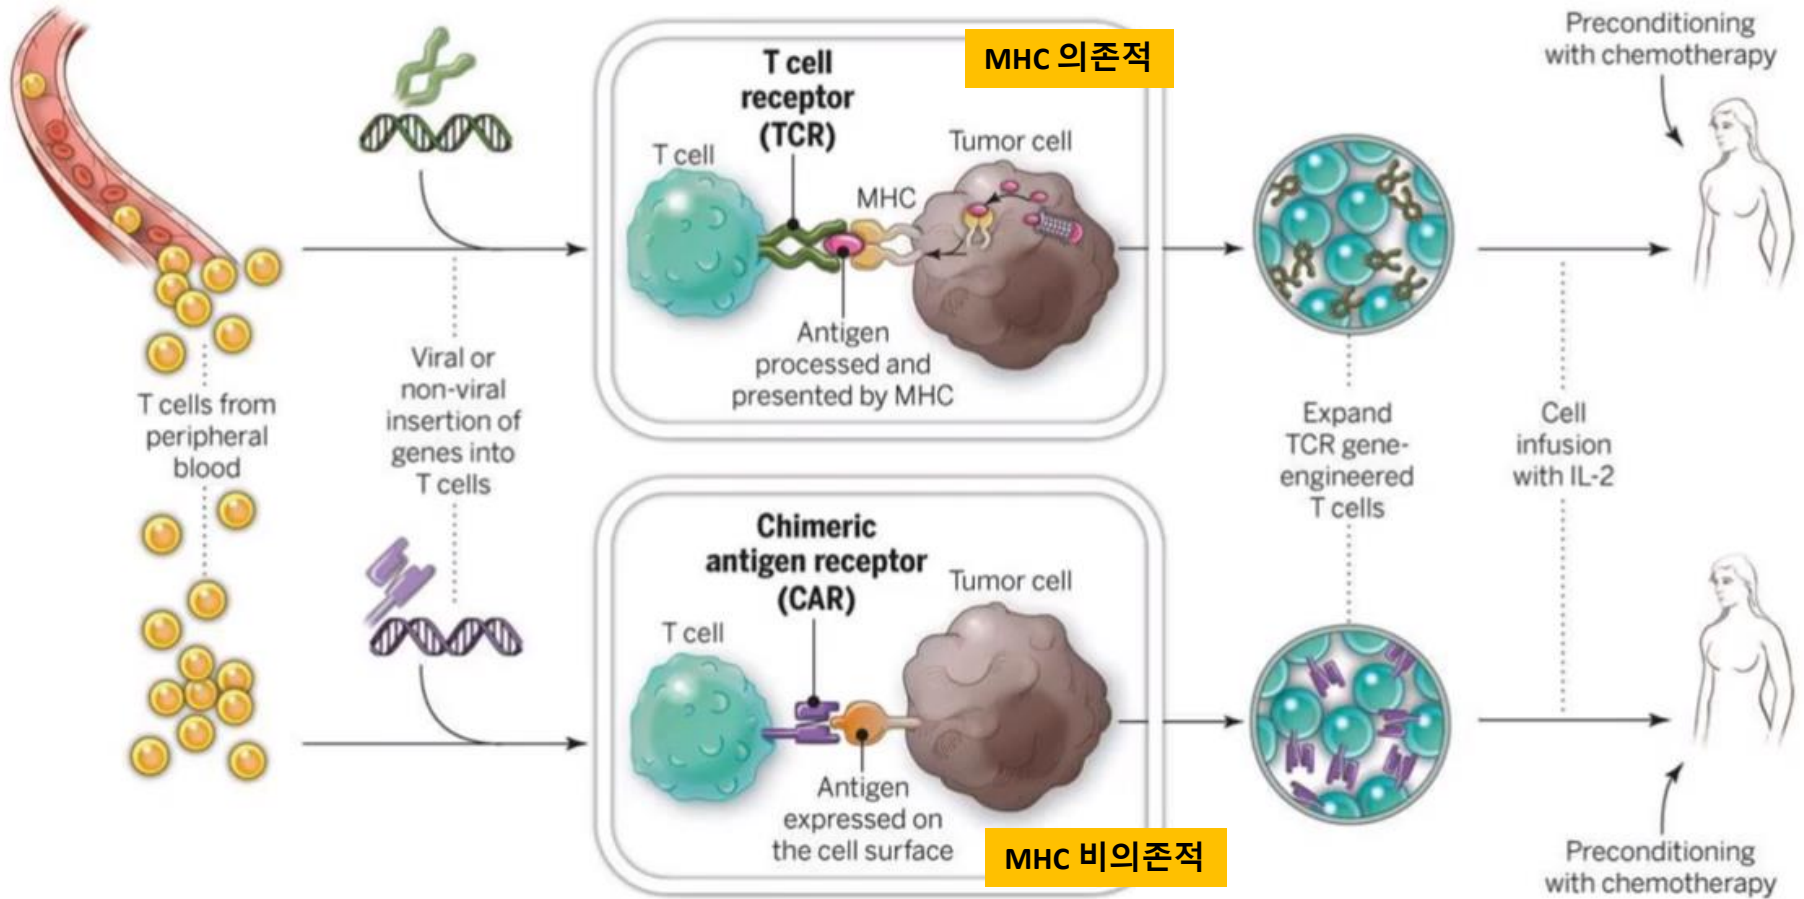 T cells from
peripheral
blood
Viral or
non-viral
insertion of
genes into
T cells
MHC 의존적
T cell
receptor
(TCR)
T cell
MHC
Tumor cell
Antigen
processed and
presented by MHC
Chimeric
antigen receptor
(CAR)
T cell
Tumor cell
Antigen
expressed on
the cell surface
MHC 비의존적
Expand
TCR gene-
engineered
T cells
Cell
infusion
with IL-2
Preconditioning
with chemotherapy
Preconditioning
with chemotherapy